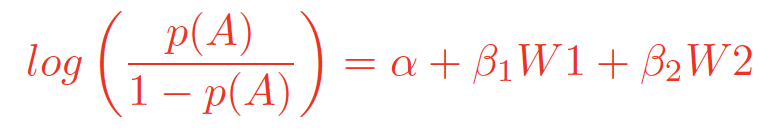 log(p(A)/(1 − p(A))) = α + β₁W1 + β₂W2